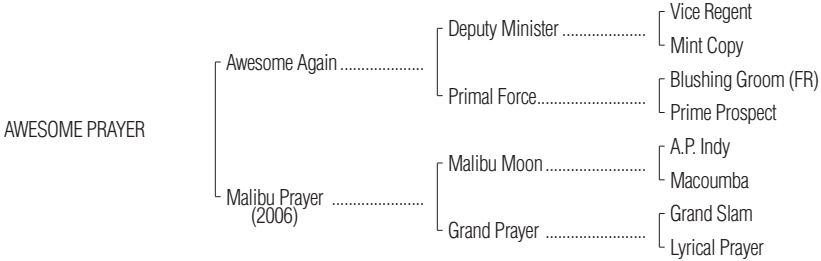 Vice Regent
Deputy Minister ....................
Mint Copy
Awesome Again ....................
Blushing Groom (FR)
Primal Force..........................
Prime Prospect
AWESOME PRAYER
A.P. Indy
Malibu Moon ........................
Macoumba
Malibu Prayer ......................
(2006)
Grand Slam
Grand Prayer ........................
Lyrical Prayer